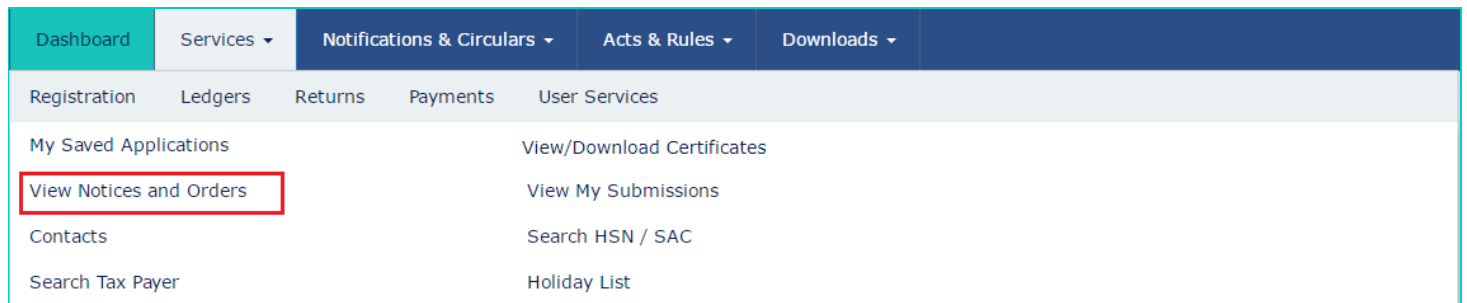 Dashboard Services Notifications & Circulars Acts & Rules Downloads
Registration Ledgers Returns Payments User Services
My Saved Applications View/Download Certificates
View Notices and Orders View My Submissions
Contacts Search HSN / SAC
Search Tax Payer Holiday List